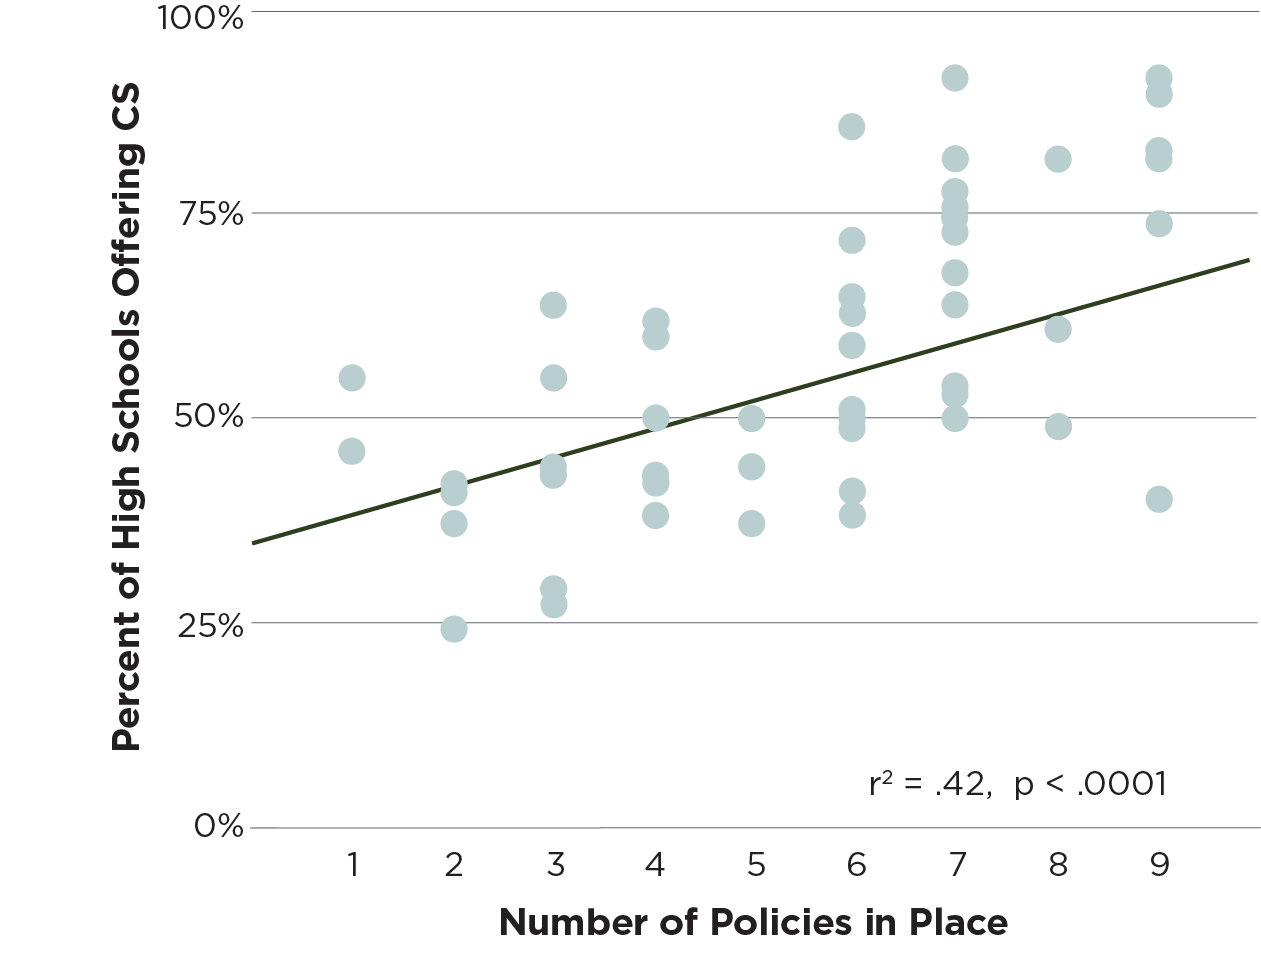 100%
75%
50%
25%
0%
Percent of High Schools Offering CS
r² = .42, p < .0001
1 2 3 4 5 6 7 8 9
Number of Policies in Place